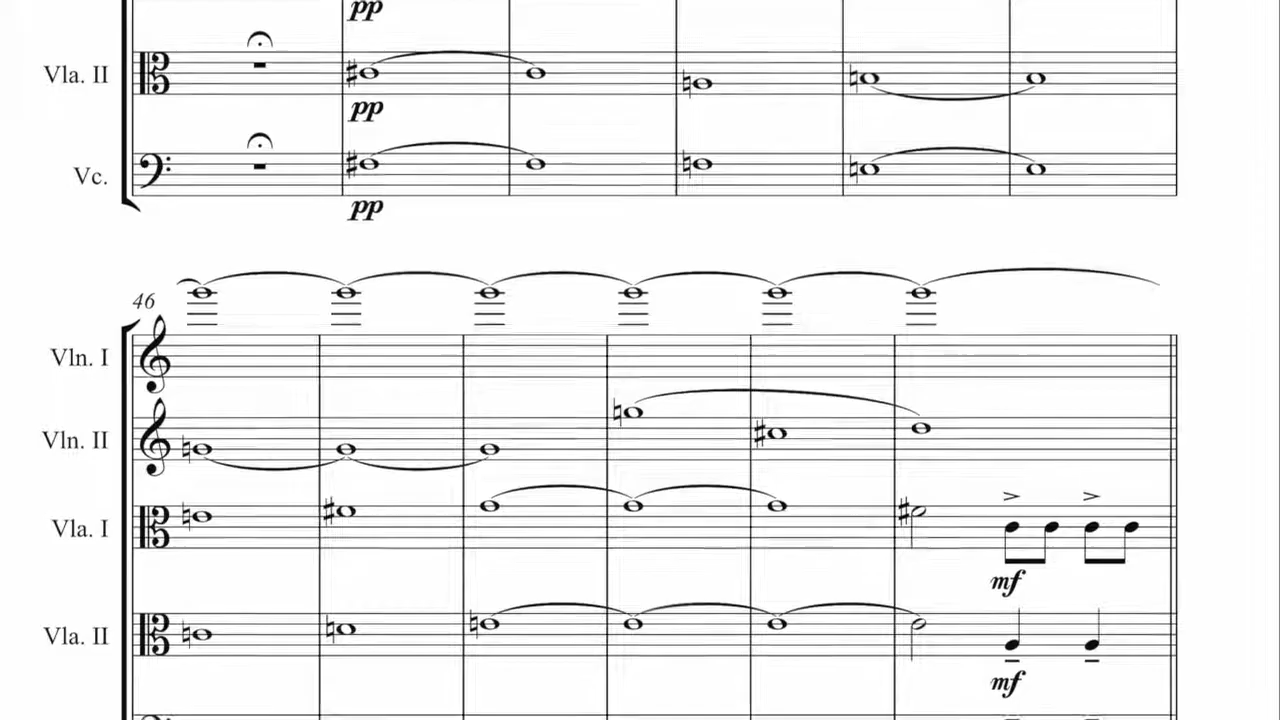 pp
Vla. II
pp
Vc.
pp
46
Vln. I
Vln. II
Vla. I
mf
Vla. II
mf